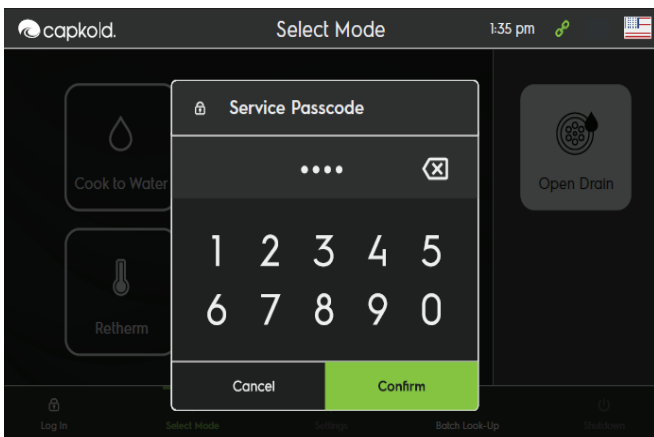 capkold.
Select Mode
1:35 pm
Service Passcode
••••
Cook to Water
Open Drain
1 2 3 4 5
6 7 8 9 0
Retherm
Cancel
Confirm
Log In
Select Mode
Settings
Batch Look-Up
Shutdown